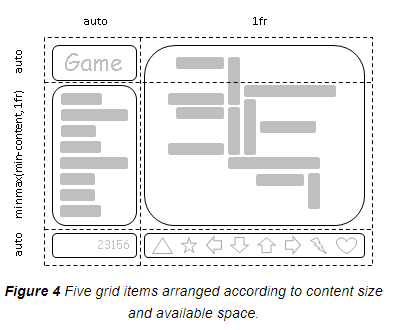 auto 1fr
auto
Game
minmax(min-content, 1fr)
auto
23156
Figure 4 Five grid items arranged according to content size
and available space.